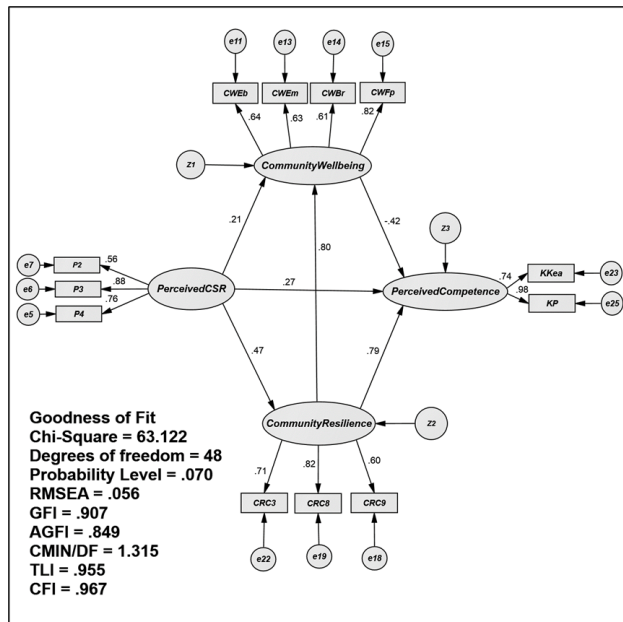 e11
e13
e14
e15
CWEb
CWEm
CWBr
CWFp
.64
.63
.61
.82
Z1
CommunityWellbeing
.21
.80
-.42
Z3
e7
P2
.56
e6
P3
.88
e5
P4
.76
PerceivedCSR
.27
PerceivedCompetence
.74
KKea
e23
.98
KP
e25
.47
.79
CommunityResilience
Z2
.71
.82
.60
CRC3
CRC8
CRC9
e22
e19
e18
Goodness of Fit
Chi-Square = 63.122
Degrees of freedom = 48
Probability Level = .070
RMSEA = .056
GFI = .907
AGFI = .849
CMIN/DF = 1.315
TLI = .955
CFI = .967